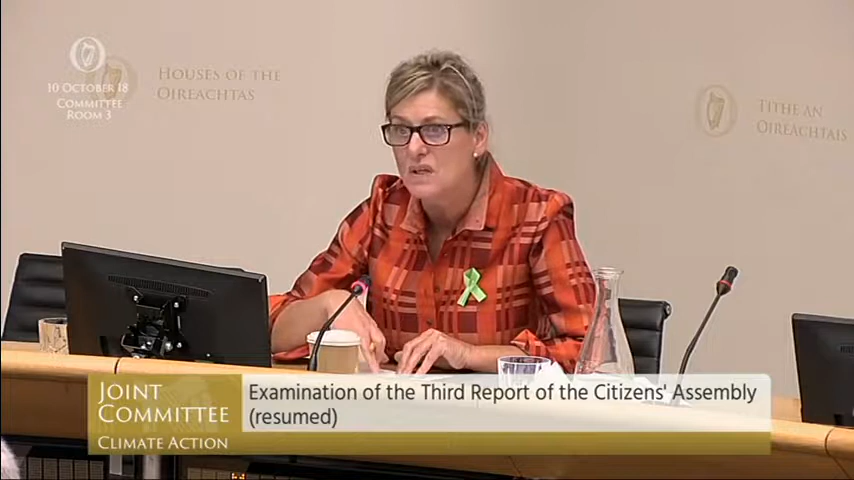 10 October 18
Committee
Room 3
Houses of the
Oireachtas
Tithe an
Oireachtais
Joint
Committee
Climate Action
Examination of the Third Report of the Citizens' Assembly
(resumed)